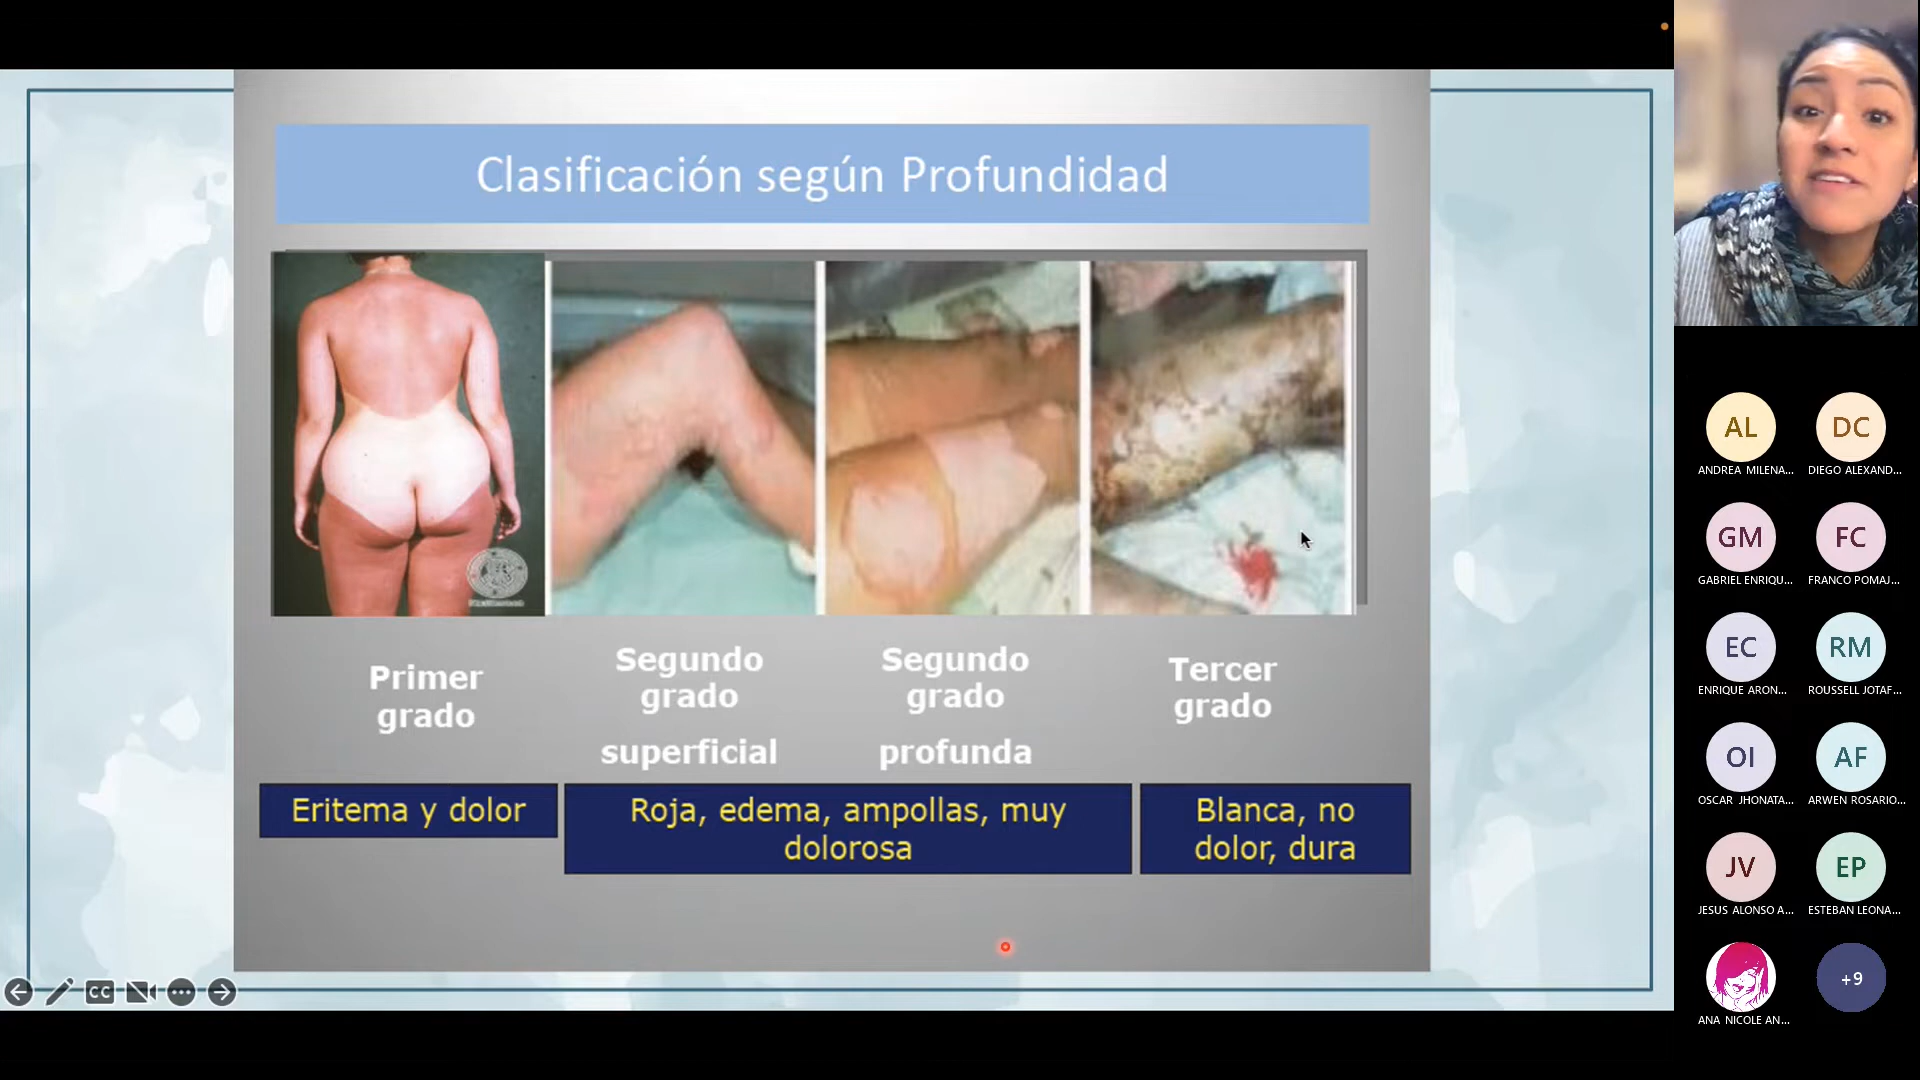 Clasificación según Profundidad
Primer
grado
Segundo
grado
superficial
Segundo
grado
profunda
Tercer
grado
Eritema y dolor
Roja, edema, ampollas, muy
dolorosa
Blanca, no
dolor, dura
CC
AL
ANDREA MILENA...
DC
DIEGO ALEXAND...
GM
GABRIEL ENRIQU...
FC
FRANCO POMAJ...
EC
ENRIQUE ARON...
RM
ROUSSELL JOTAF...
OI
OSCAR JHONATA...
AF
ARWEN ROSARIO...
JV
JESUS ALONSO A...
EP
ESTEBAN LEONA...
ANA NICOLE AN...
+9